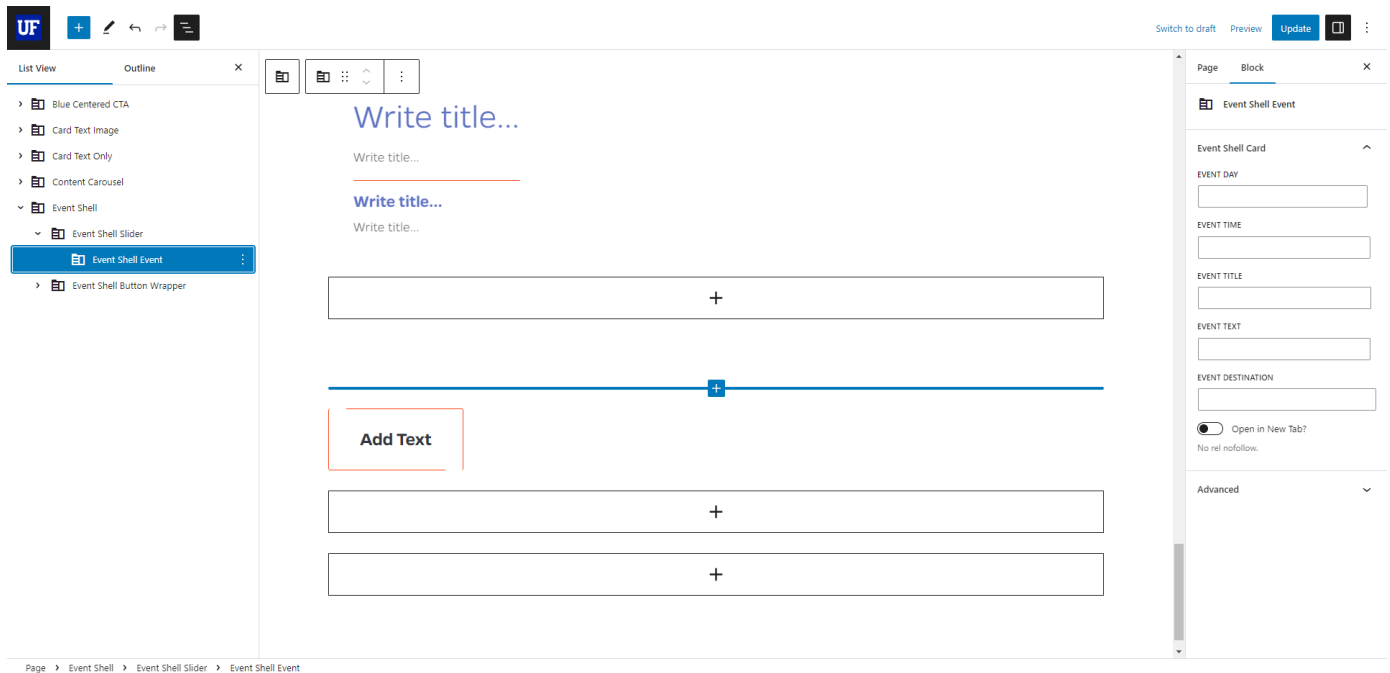 UF
Switch to draft Preview Update
List View Outline
Blue Centered CTA
Card Text Image
Card Text Only
Content Carousel
Event Shell
Event Shell Slider
Event Shell Event
Event Shell Button Wrapper
Write title...
Write title...
Write title...
Write title...
Add Text
Page Block
Event Shell Event
Event Shell Card
EVENT DAY
EVENT TIME
EVENT TITLE
EVENT TEXT
EVENT DESTINATION
Open in New Tab?
No rel nofollow.
Advanced
Page > Event Shell > Event Shell Slider > Event Shell Event